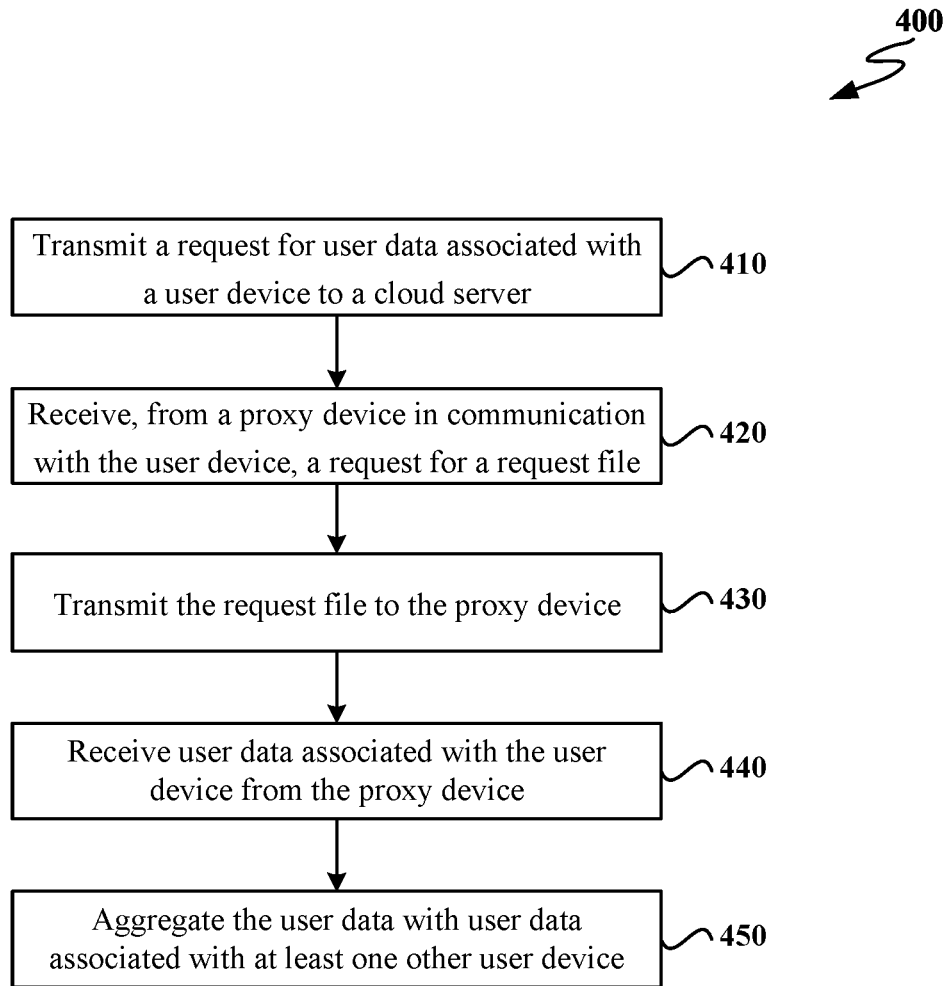 400
Transmit a request for user data associated with
a user device to a cloud server
410
Receive, from a proxy device in communication
with the user device, a request for a request file
420
Transmit the request file to the proxy device
430
Receive user data associated with the user
device from the proxy device
440
Aggregate the user data with user data
associated with at least one other user device
450